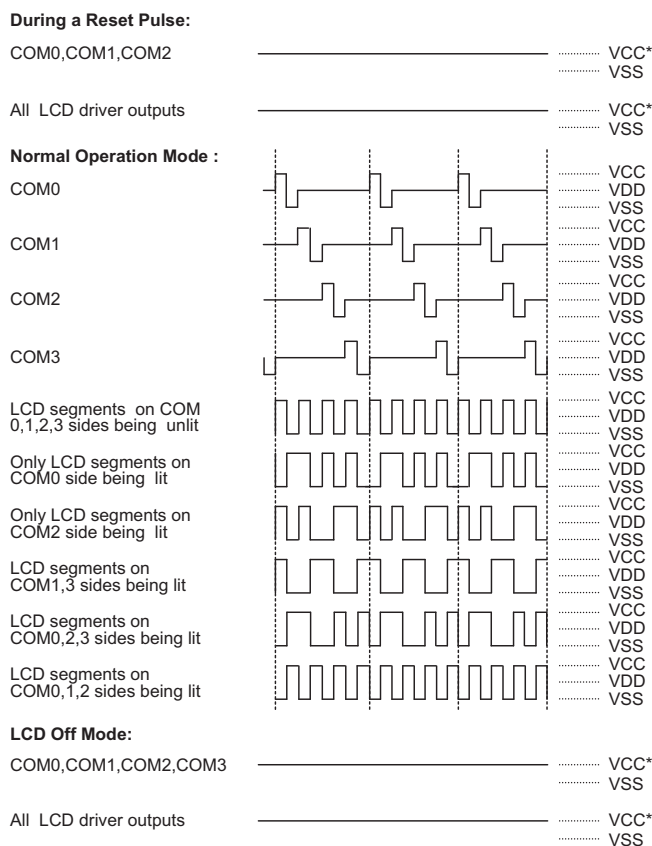 During a Reset Pulse:
COM0,COM1,COM2
VCC*
VSS
All LCD driver outputs
VCC*
VSS
Normal Operation Mode :
COM0
VCC
VDD
VSS
COM1
VCC
VDD
VSS
COM2
VCC
VDD
VSS
COM3
VCC
VDD
VSS
LCD segments on COM
0,1,2,3 sides being unlit
VCC
VDD
VSS
Only LCD segments on
COM0 side being lit
VCC
VDD
VSS
Only LCD segments on
COM2 side being lit
VCC
VDD
VSS
LCD segments on
COM1,3 sides being lit
VCC
VDD
VSS
LCD segments on
COM0,2,3 sides being lit
VCC
VDD
VSS
LCD segments on
COM0,1,2 sides being lit
VCC
VDD
VSS
LCD Off Mode:
COM0,COM1,COM2,COM3
VCC*
VSS
All LCD driver outputs
VCC*
VSS